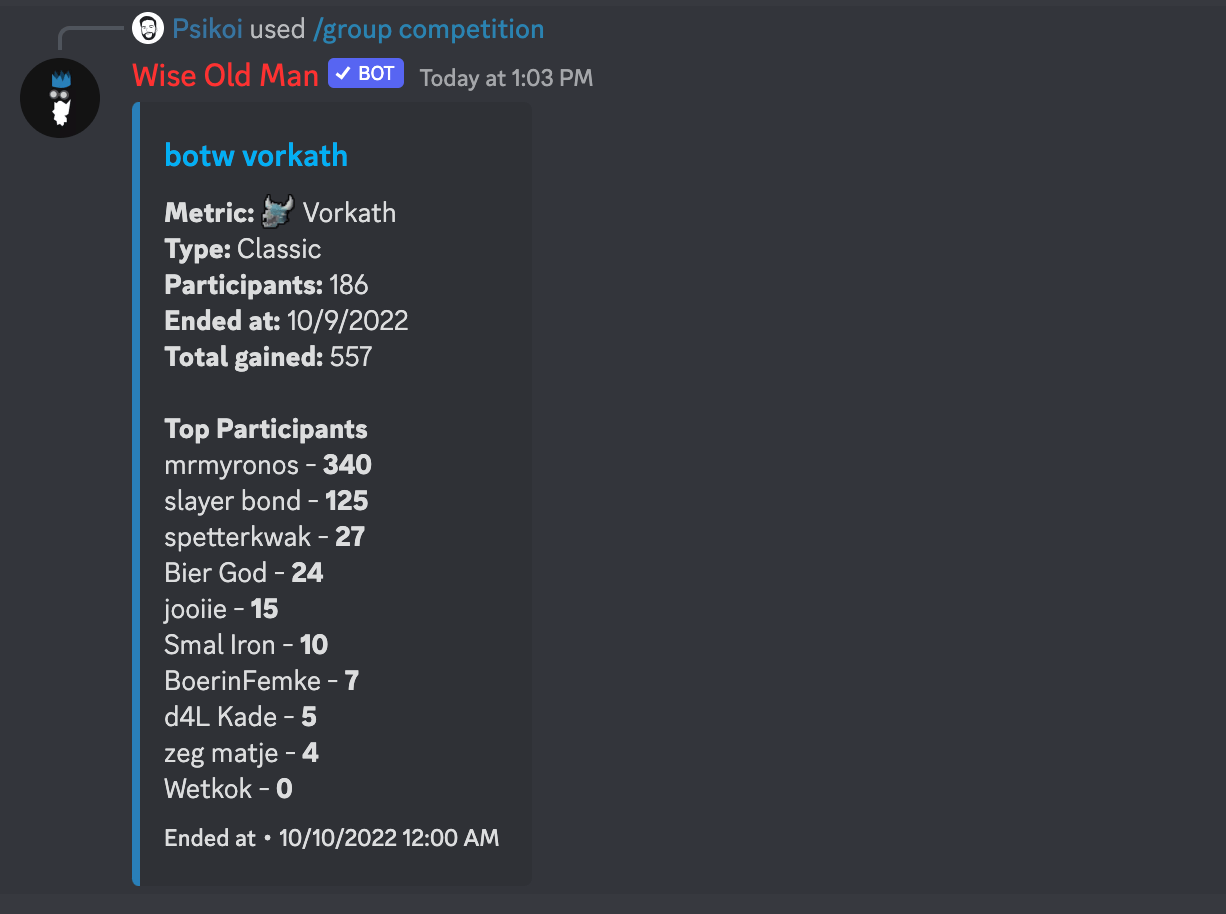 Psikoi used /group competition
Wise Old Man ✓ BOT Today at 1:03 PM
botw vorkath
Metric: Vorkath
Type: Classic
Participants: 186
Ended at: 10/9/2022
Total gained: 557
Top Participants
mrmyronos - 340
slayer bond - 125
spetterkwak - 27
Bier God - 24
jooiie - 15
Smal Iron - 10
BoerinFemke - 7
d4L Kade - 5
zeg matje - 4
Wetkok - 0
Ended at • 10/10/2022 12:00 AM